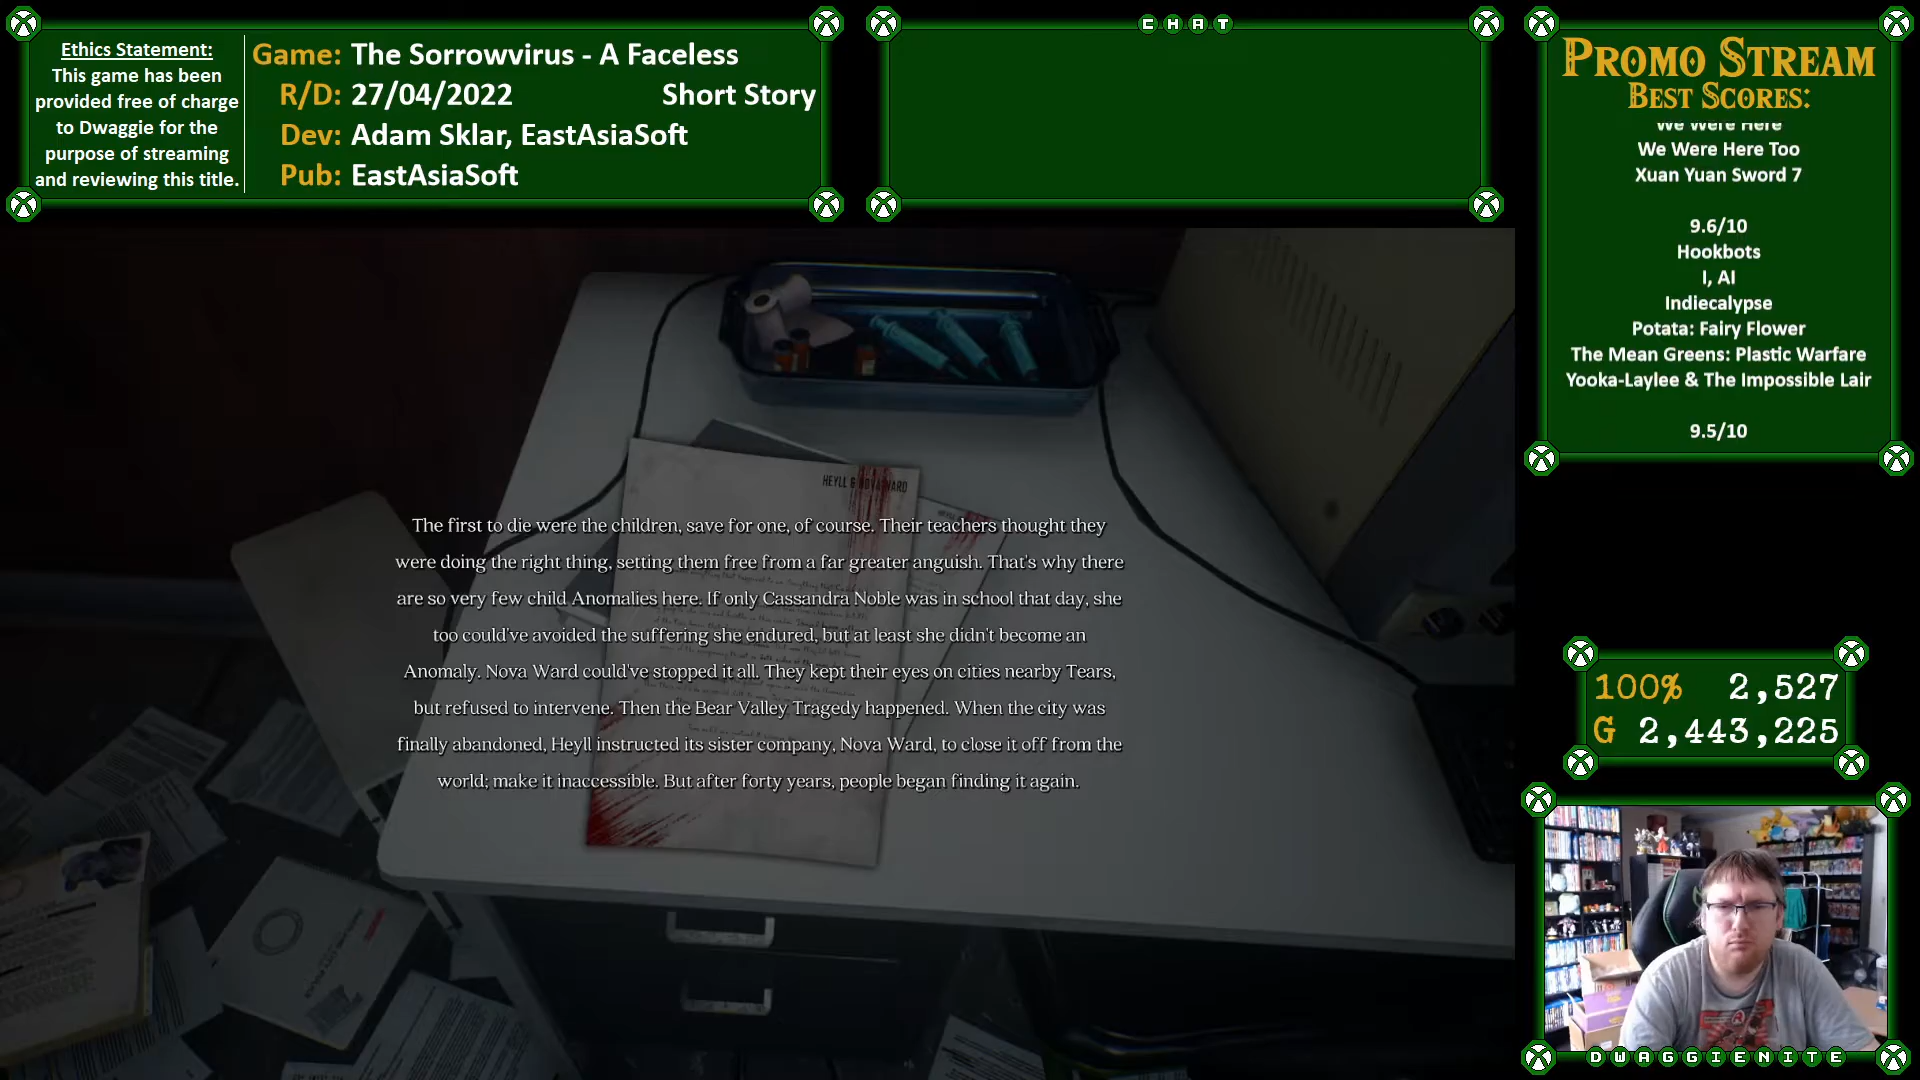 Ethics Statement:
This game has been
provided free of charge
to Dwaggie for the
purpose of streaming
and reviewing this title.
Game: The Sorrowvirus - A Faceless
R/D: 27/04/2022 Short Story
Dev: Adam Sklar, EastAsiaSoft
Pub: EastAsiaSoft
CHAT
PROMO STREAM
BEST SCORES:
We Were Here
We Were Here Too
Xuan Yuan Sword 7
9.6/10
Hookbots
I, AI
Indiecalypse
Potata: Fairy Flower
The Mean Greens: Plastic Warfare
Yooka-Laylee & The Impossible Lair
9.5/10
HEYLL & NOVA WARD
The first to die were the children, save for one, of course. Their teachers thought they
were doing the right thing, setting them free from a far greater anguish. That's why there
are so very few child Anomalies here. If only Cassandra Noble was in school that day, she
too could've avoided the suffering she endured, but at least she didn't become an
Anomaly. Nova Ward could've stopped it all. They kept their eyes on cities nearby Tears,
but refused to intervene. Then the Bear Valley Tragedy happened. When the city was
finally abandoned, Heyll instructed its sister company, Nova Ward, to close it off from the
world; make it inaccessible. But after forty years, people began finding it again.
100% 2,527
G 2,443,225
DWAGGIENITE